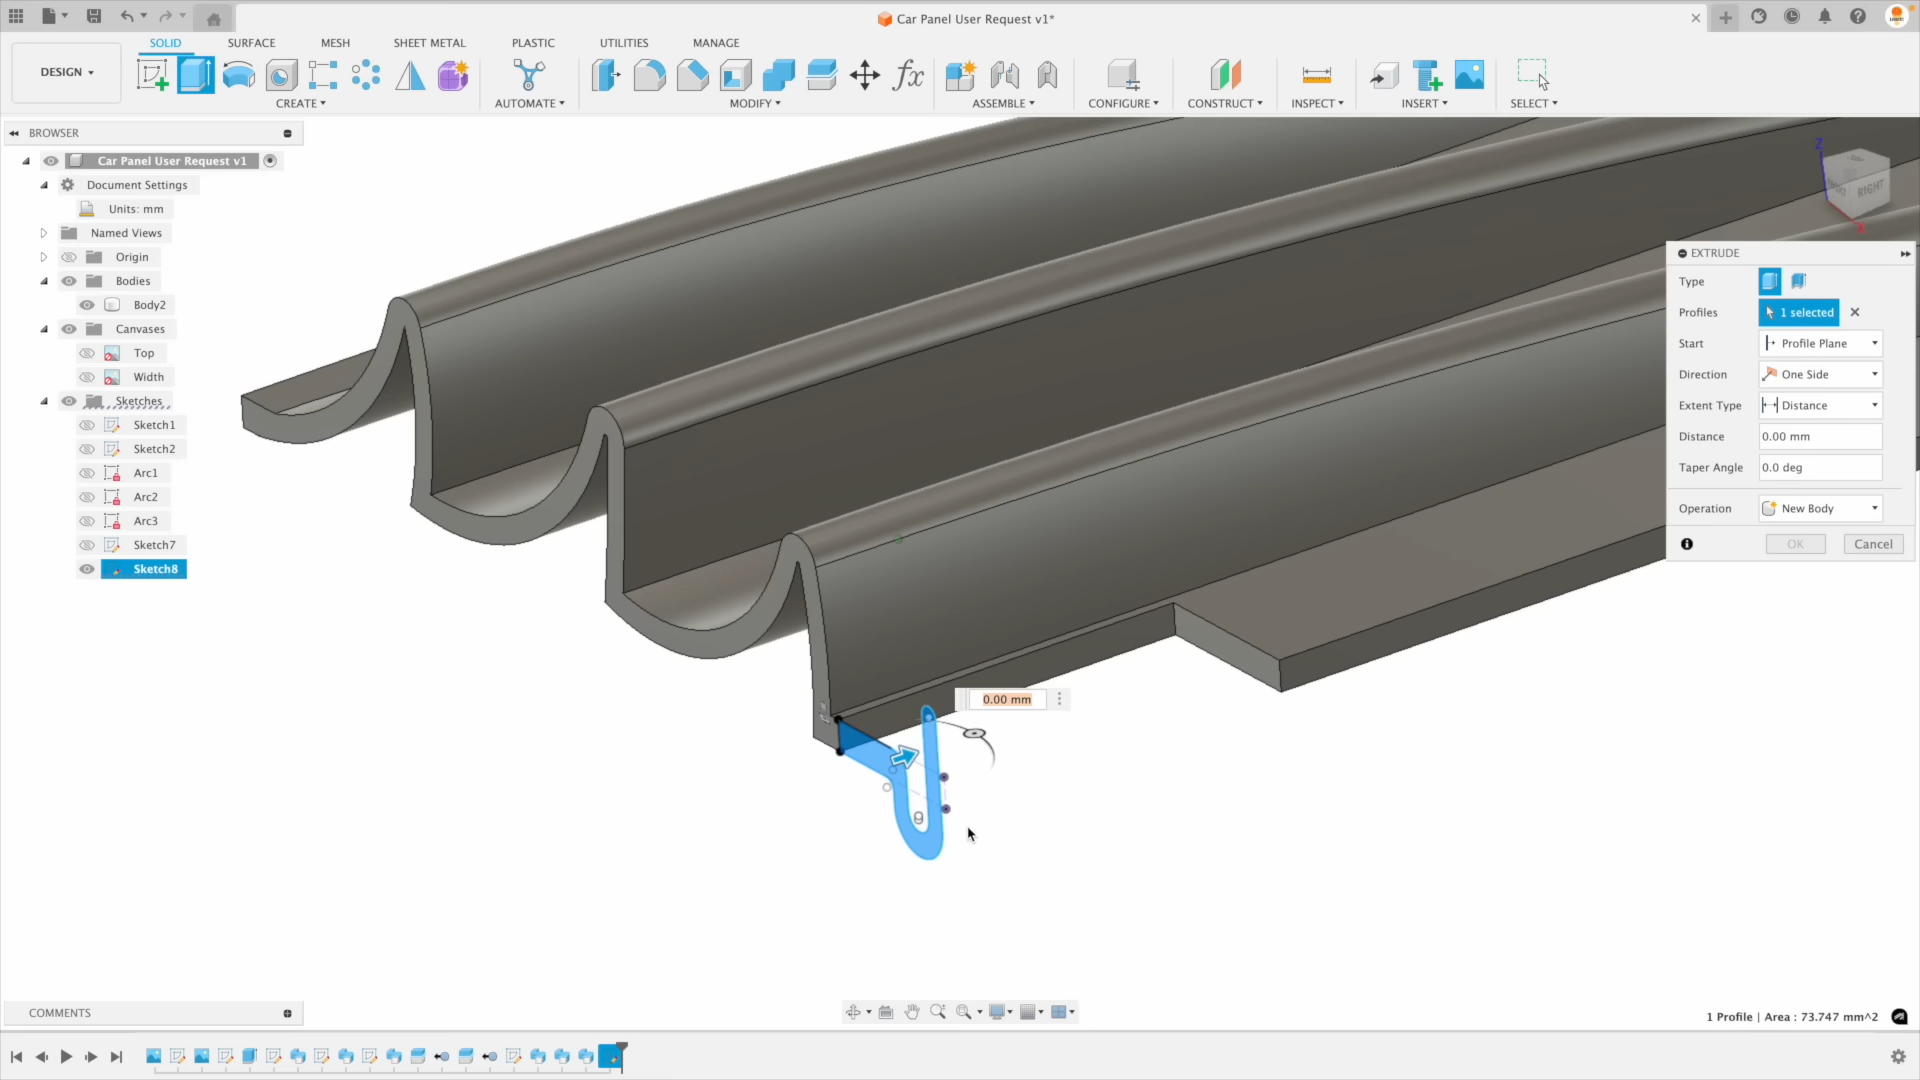 Car Panel User Request v1*
DESIGN
SOLID
SURFACE
MESH
SHEET METAL
PLASTIC
UTILITIES
MANAGE
CREATE
AUTOMATE
MODIFY
ASSEMBLE
CONFIGURE
CONSTRUCT
INSPECT
INSERT
SELECT
BROWSER
Car Panel User Request v1
Document Settings
Units: mm
Named Views
Origin
Bodies
Body2
Canvases
Top
Width
Sketches
Sketch1
Sketch2
Arc1
Arc2
Arc3
Sketch7
Sketch8
Z
RIGHT
X
EXTRUDE
Type
Profiles 1 selected
Start Profile Plane
Direction One Side
Extent Type Distance
Distance 0.00 mm
Taper Angle 0.0 deg
Operation New Body
OK Cancel
0.00 mm
COMMENTS
1 Profile | Area : 73.747 mm^2